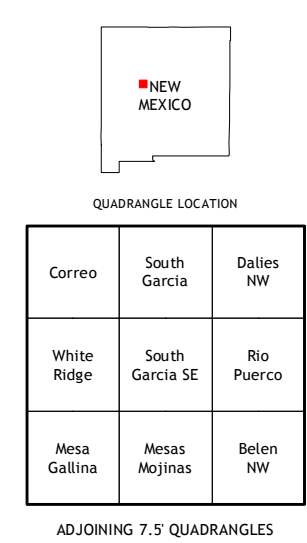 NEW
MEXICO
QUADRANGLE LOCATION
Correo
South
Garcia
Dalies
NW
White
Ridge
South
Garcia SE
Rio
Puerco
Mesa
Gallina
Mesas
Mojinas
Belen
NW
ADJOINING 7.5' QUADRANGLES